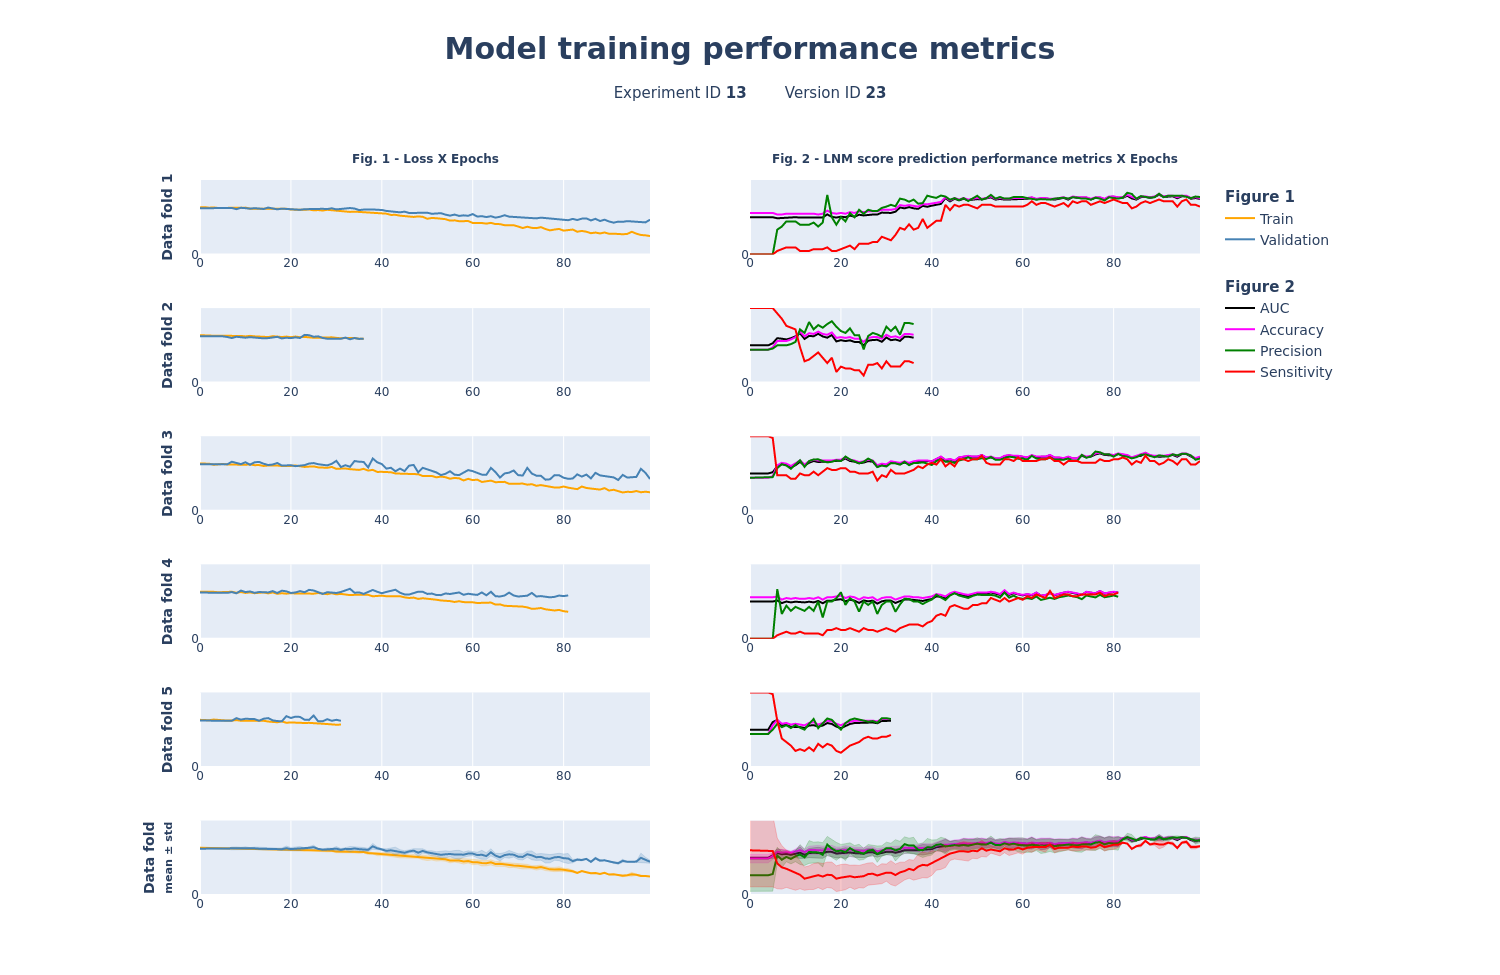 Model training performance metrics
Experiment ID 13 Version ID 23
Fig. 1 - Loss X Epochs
Fig. 2 - LNM score prediction performance metrics X Epochs
Data fold 1
0
0 20 40 60 80
0
0 20 40 60 80
Figure 1
Train
Validation
Figure 2
AUC
Accuracy
Precision
Sensitivity
Data fold 2
0
0 20 40 60 80
0
0 20 40 60 80
Data fold 3
0
0 20 40 60 80
0
0 20 40 60 80
Data fold 4
0
0 20 40 60 80
0
0 20 40 60 80
Data fold 5
0
0 20 40 60 80
0
0 20 40 60 80
Data fold
mean ± std
0
0 20 40 60 80
0
0 20 40 60 80